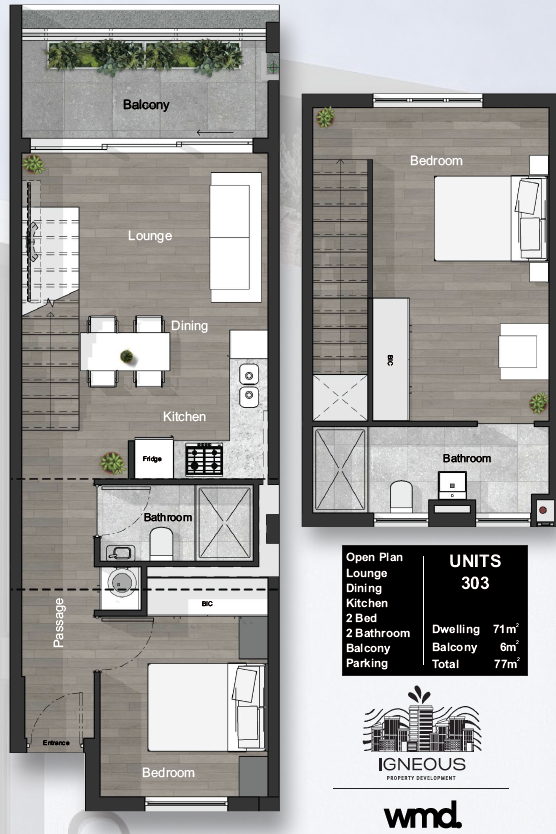 Balcony
Lounge
Dining
Kitchen
Fridge
Bathroom
BIC
Passage
Entrance
Bedroom
Bedroom
BIC
Bathroom
Open Plan
Lounge
Dining
Kitchen
2 Bed
2 Bathroom
Balcony
Parking
UNITS
303
Dwelling 71m²
Balcony 6m²
Total 77m²
IGNEOUS
PROPERTY DEVELOPMENT
wmd.